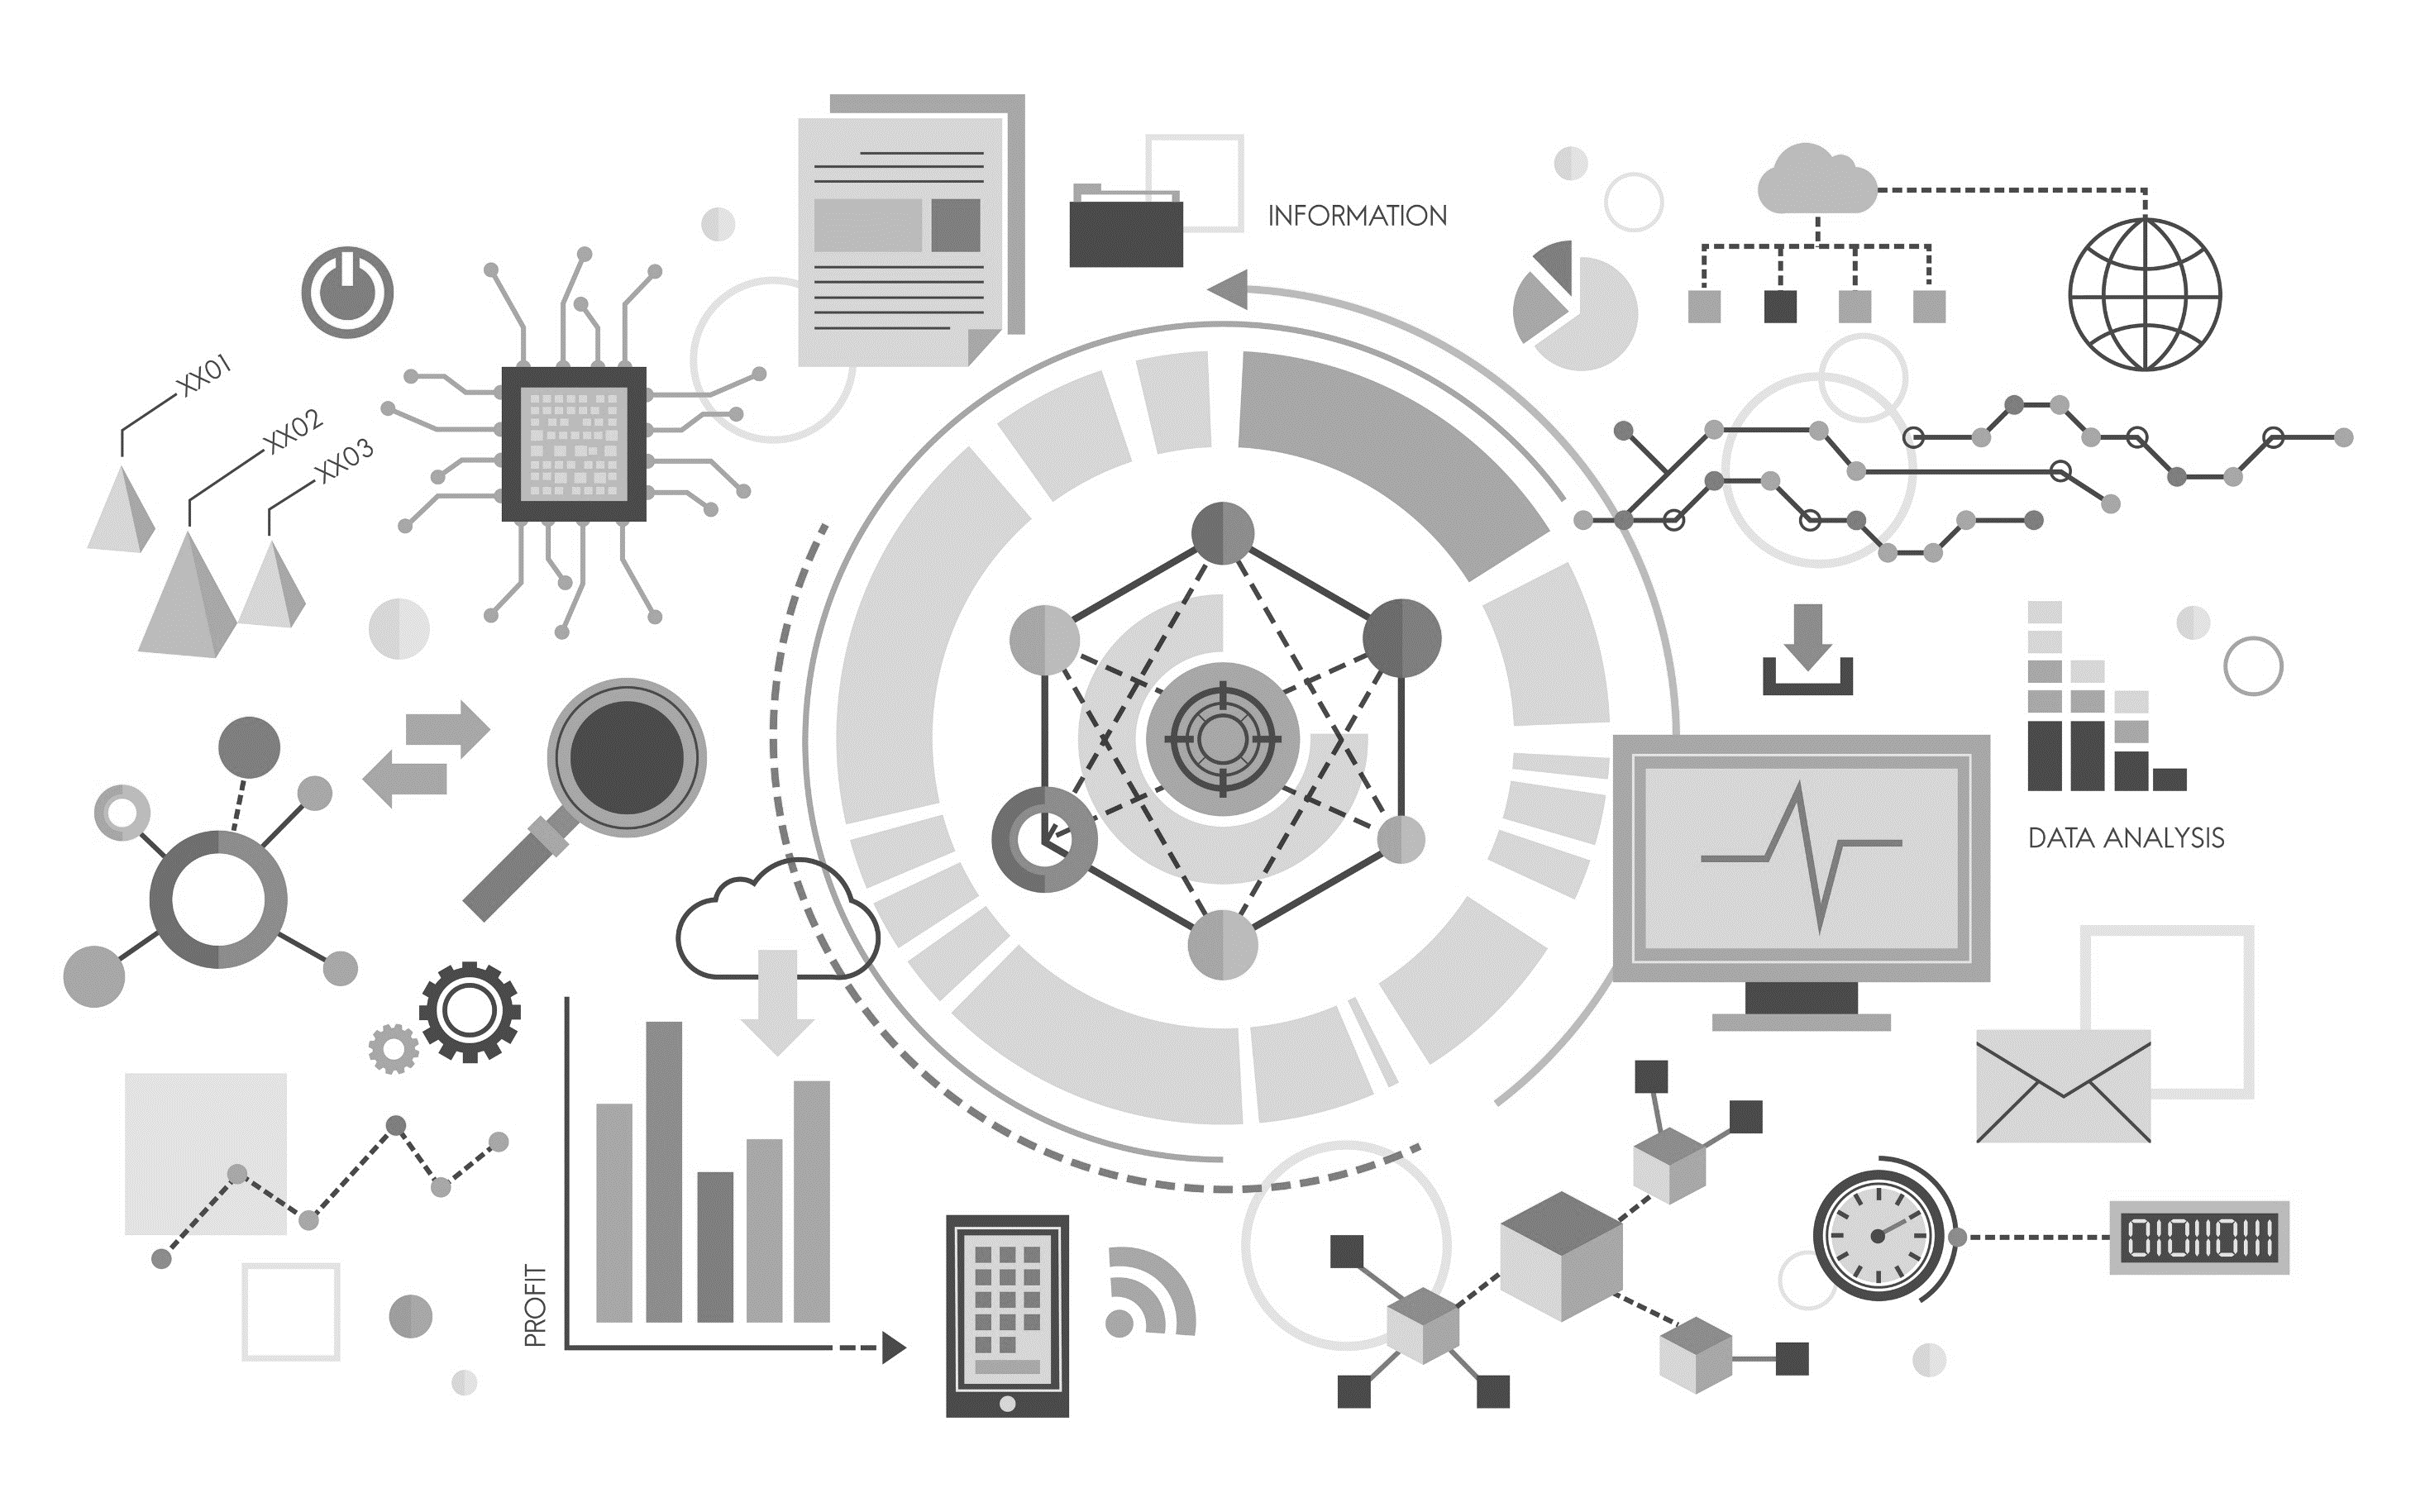 INFORMATION
XX01
XX02
XX03
DATA ANALYSIS
PROFIT
01011011